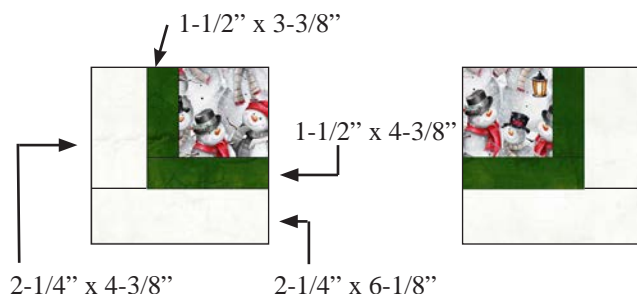 1-1/2” x 3-3/8”
1-1/2” x 4-3/8”
2-1/4” x 4-3/8”
2-1/4” x 6-1/8”